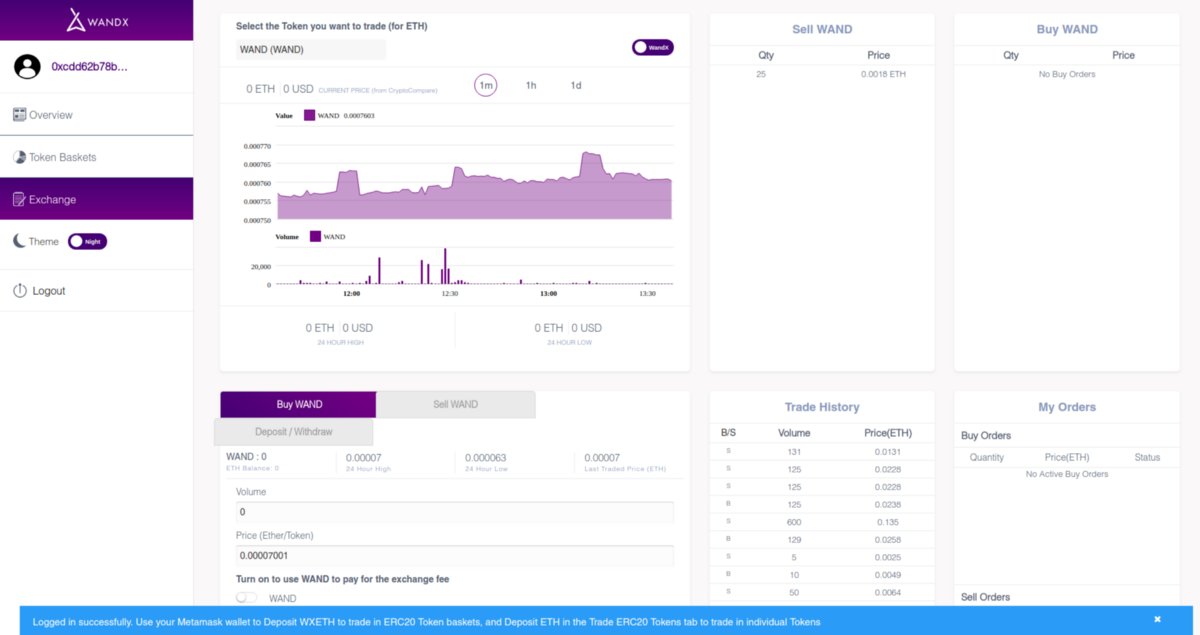 WANDX
0xcdd62b78b...
Overview
Token Baskets
Exchange
Theme Night
Logout
Select the Token you want to trade (for ETH)
WAND (WAND)
WandX
0 ETH 0 USD CURRENT PRICE (from CryptoCompare)
1m 1h 1d
Value WAND 0.0007603
0.000770
0.000765
0.000760
0.000755
0.000750
Volume WAND
20,000
0
12:00 12:30 13:00 13:30
0 ETH 0 USD 0 ETH 0 USD
24 HOUR HIGH 24 HOUR LOW
Sell WAND
Qty Price
25 0.0018 ETH
Buy WAND
Qty Price
No Buy Orders
Buy WAND Sell WAND
Deposit / Withdraw
WAND : 0 0.00007 0.000063 0.00007
ETH Balance: 0 24 Hour High 24 Hour Low Last Traded Price (ETH)
Volume
0
Price (Ether/Token)
0.00007001
Turn on to use WAND to pay for the exchange fee
WAND
Trade History
B/S Volume Price(ETH)
S 131 0.0131
S 125 0.0228
S 125 0.0228
B 125 0.0238
S 600 0.135
B 129 0.0258
S 5 0.0025
B 10 0.0049
S 50 0.0064
My Orders
Buy Orders
Quantity Price(ETH) Status
No Active Buy Orders
Sell Orders
Logged in successfully. Use your Metamask wallet to Deposit WXETH to trade in ERC20 Token baskets, and Deposit ETH in the Trade ERC20 Tokens tab to trade in individual Tokens